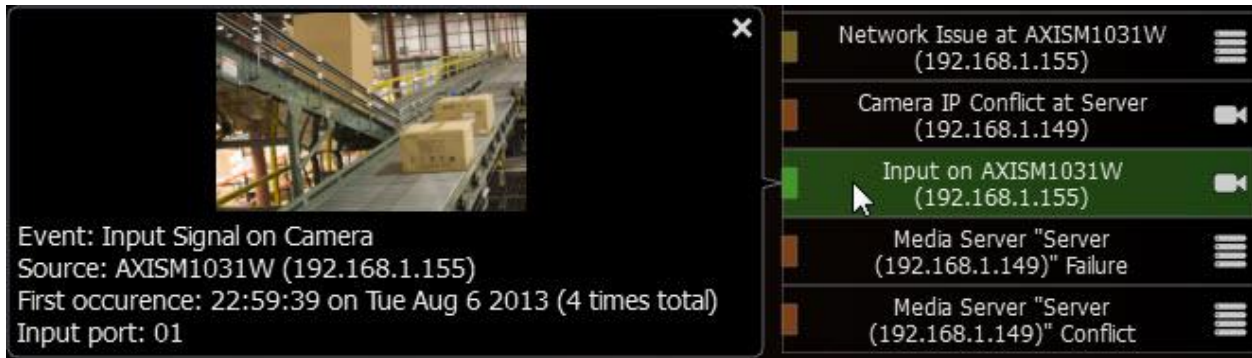 Event: Input Signal on Camera
Source: AXISM1031W (192.168.1.155)
First occurence: 22:59:39 on Tue Aug 6 2013 (4 times total)
Input port: 01
Network Issue at AXISM1031W
(192.168.1.155)
Camera IP Conflict at Server
(192.168.1.149)
Input on AXISM1031W
(192.168.1.155)
Media Server "Server
(192.168.1.149)" Failure
Media Server "Server
(192.168.1.149)" Conflict